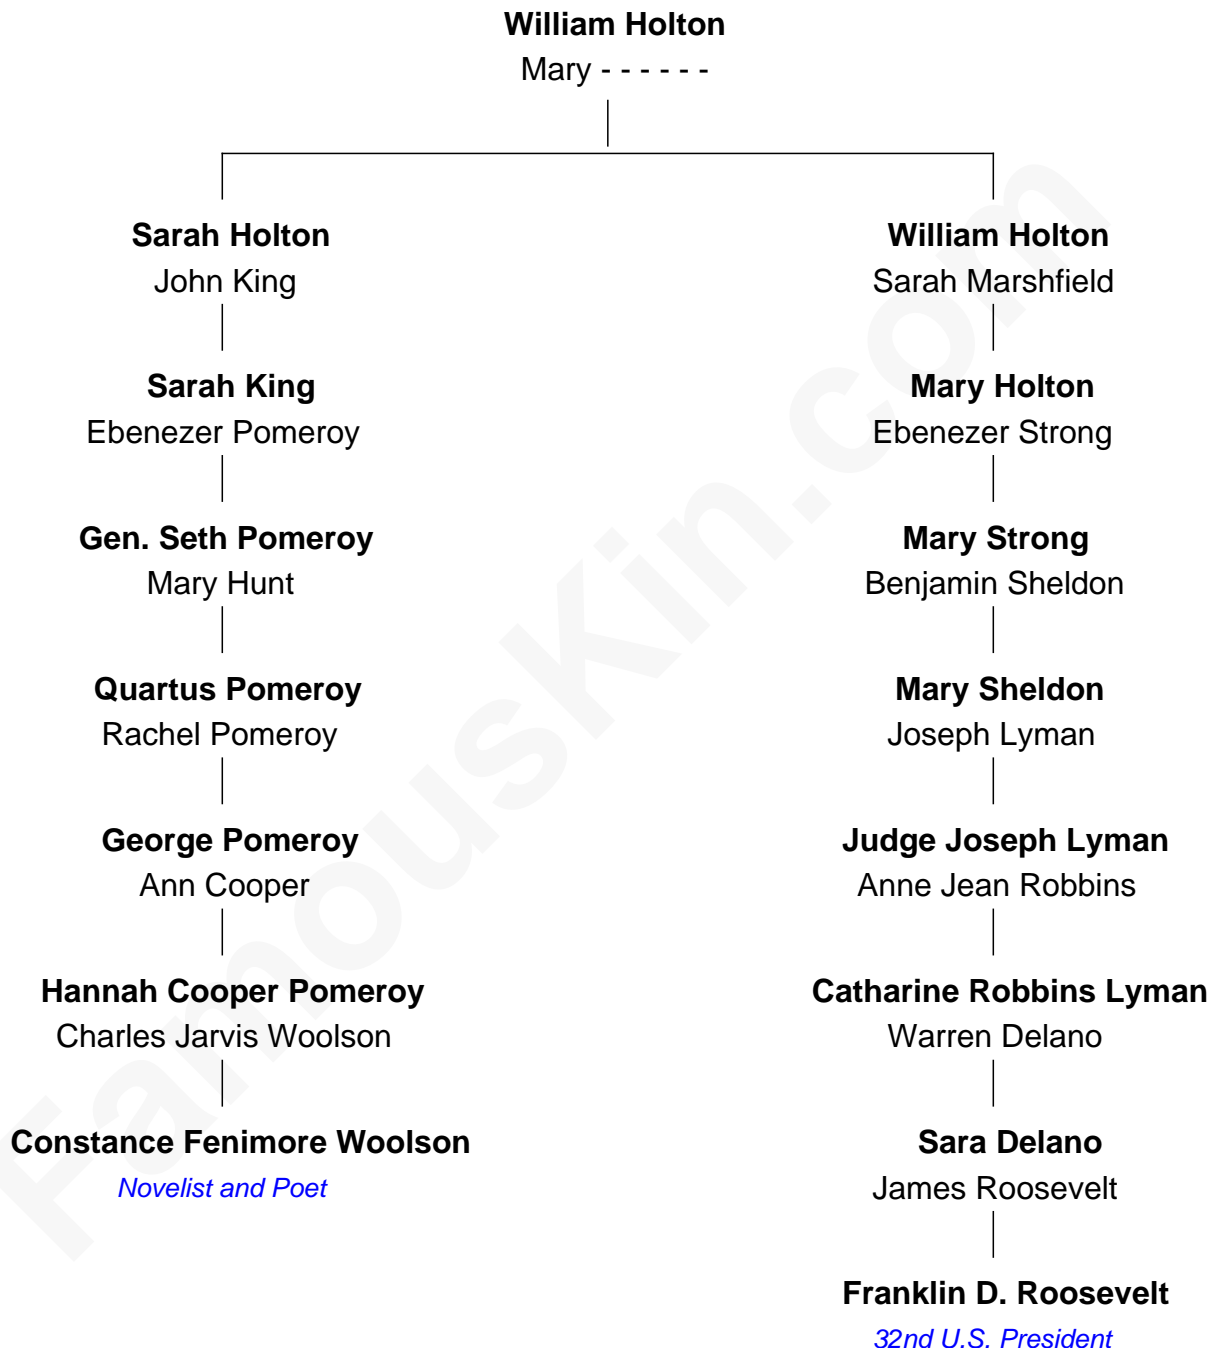 William Holton
Mary - - - - - -
Sarah Holton
John King
William Holton
Sarah Marshfield
Sarah King
Ebenezer Pomeroy
Mary Holton
Ebenezer Strong
Gen. Seth Pomeroy
Mary Hunt
Mary Strong
Benjamin Sheldon
Quartus Pomeroy
Rachel Pomeroy
Mary Sheldon
Joseph Lyman
George Pomeroy
Ann Cooper
Judge Joseph Lyman
Anne Jean Robbins
Hannah Cooper Pomeroy
Charles Jarvis Woolson
Catharine Robbins Lyman
Warren Delano
Constance Fenimore Woolson
Novelist and Poet
Sara Delano
James Roosevelt
Franklin D. Roosevelt
32nd U.S. President
FamousKin.com